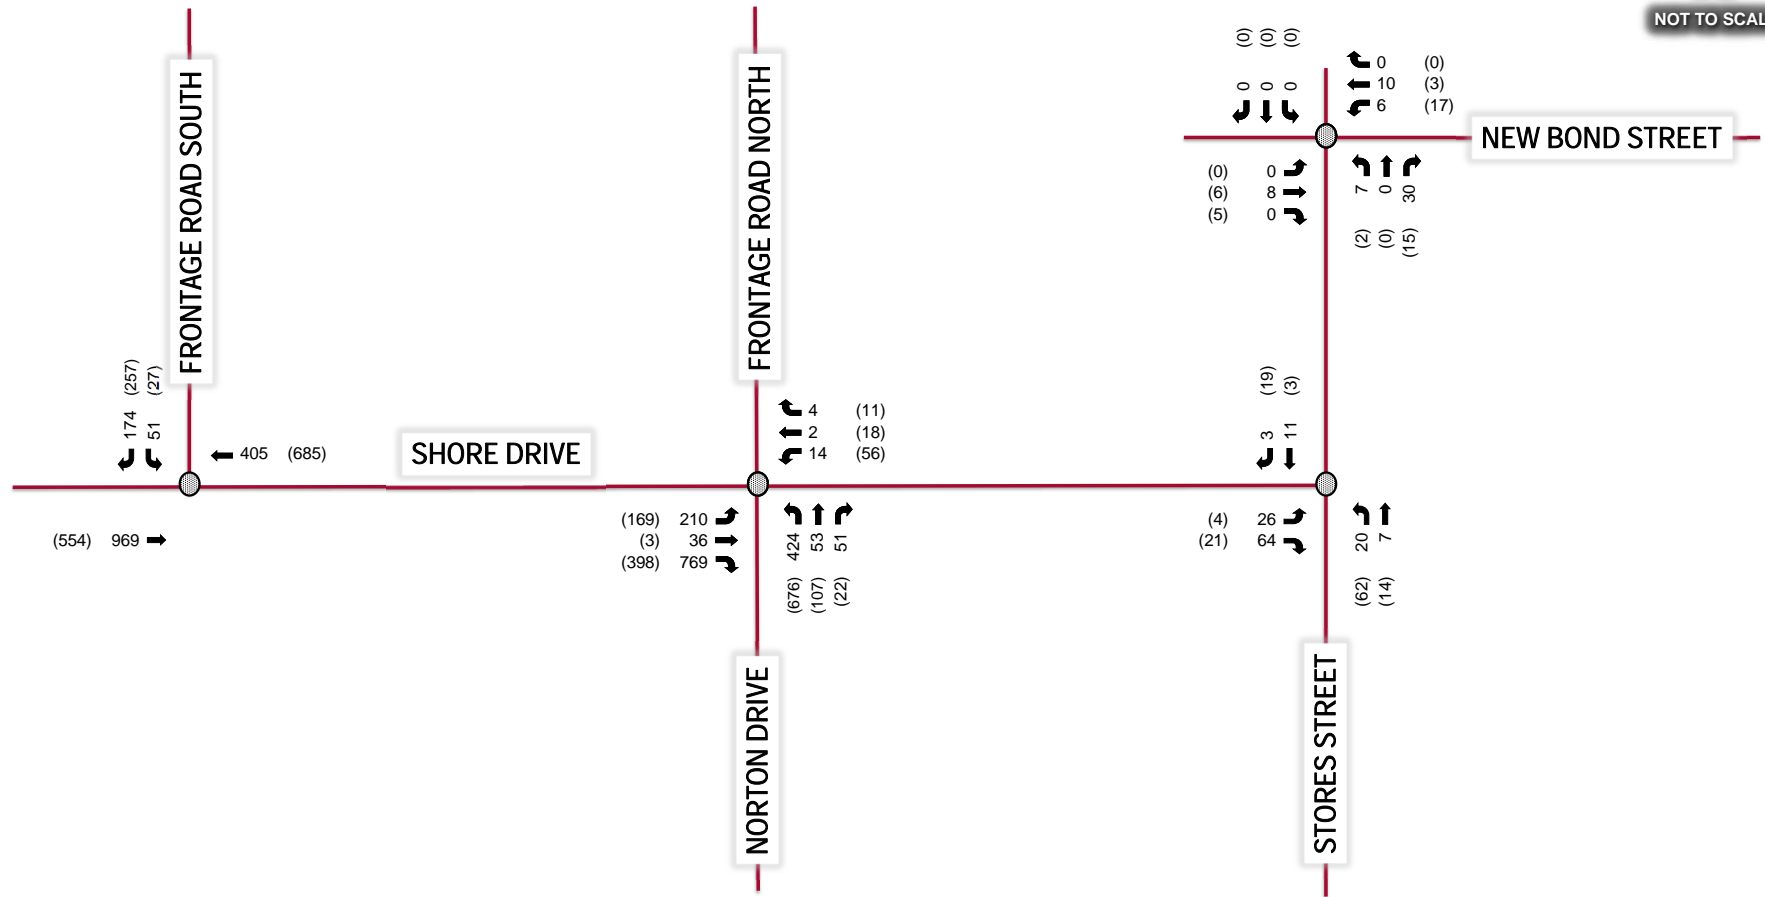 NOT TO SCAL
(0) (0) (0)
0 0 0
0 (0)
10 (3)
6 (17)
NEW BOND STREET
(0) 0
(6) 8
(5) 0
7 0 30
(2) (0) (15)
FRONTAGE ROAD SOUTH
FRONTAGE ROAD NORTH
(257) (27)
174 51
405 (685)
SHORE DRIVE
4 (11)
2 (18)
14 (56)
(19) (3)
3 11
(554) 969
(169) 210
(3) 36
(398) 769
424 53 51
(676) (107) (22)
(4) 26
(21) 64
20 7
(62) (14)
NORTON DRIVE
STORES STREET